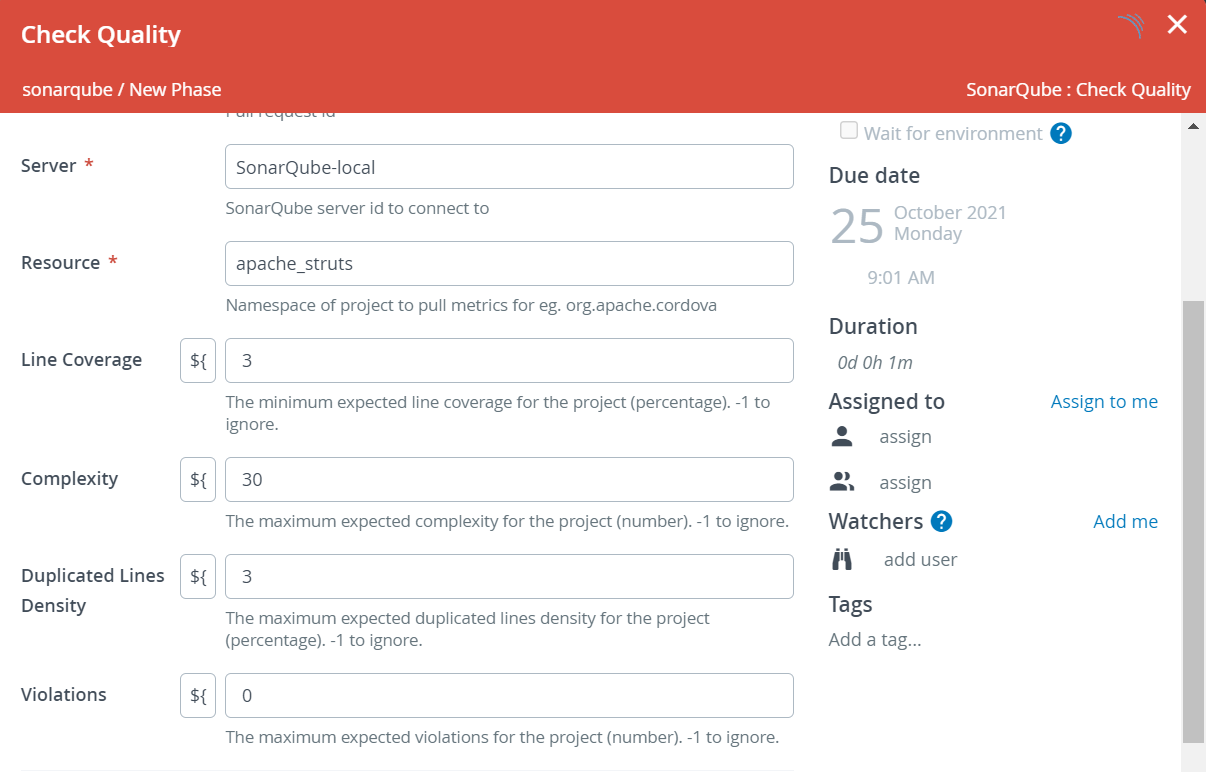 Check Quality
sonarqube / New Phase
SonarQube : Check Quality
Pull request id
Server *
SonarQube-local
SonarQube server id to connect to
Resource *
apache_struts
Namespace of project to pull metrics for eg. org.apache.cordova
Line Coverage
${
3
The minimum expected line coverage for the project (percentage). -1 to
ignore.
Complexity
${
30
The maximum expected complexity for the project (number). -1 to ignore.
Duplicated Lines
Density
${
3
The maximum expected duplicated lines density for the project
(percentage). -1 to ignore.
Violations
${
0
The maximum expected violations for the project (number). -1 to ignore.
Wait for environment ?
Due date
25
October 2021
Monday
9:01 AM
Duration
0d 0h 1m
Assigned to
Assign to me
assign
assign
Watchers ?
Add me
add user
Tags
Add a tag...